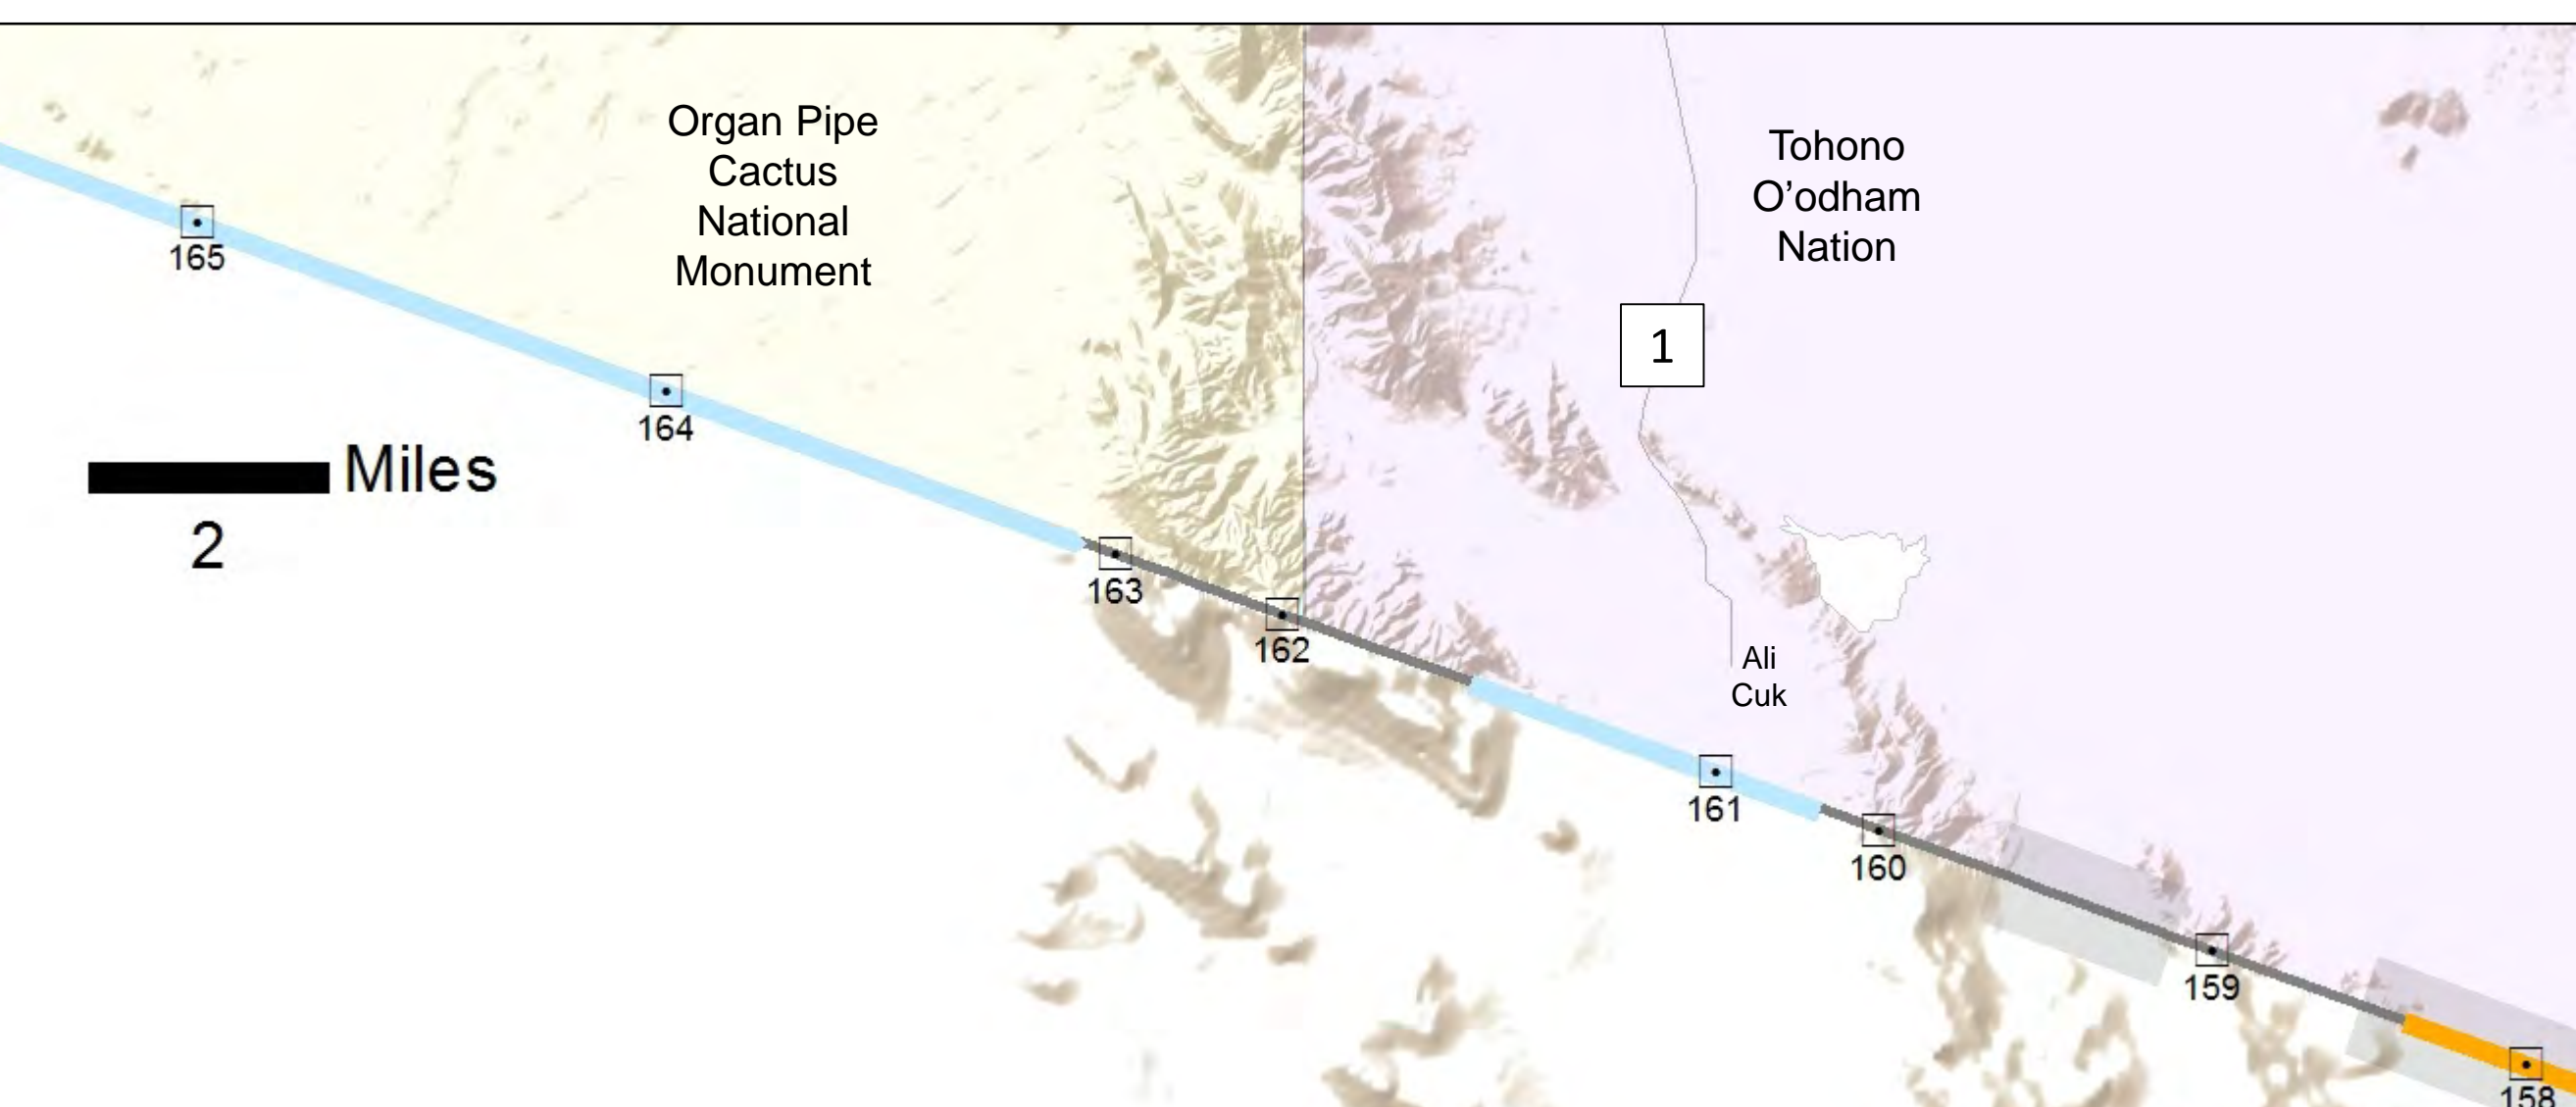 Organ Pipe
Cactus
National
Monument
Tohono
O’odham
Nation
165
1
164
Miles
2
163
162
Ali
Cuk
161
160
159
158